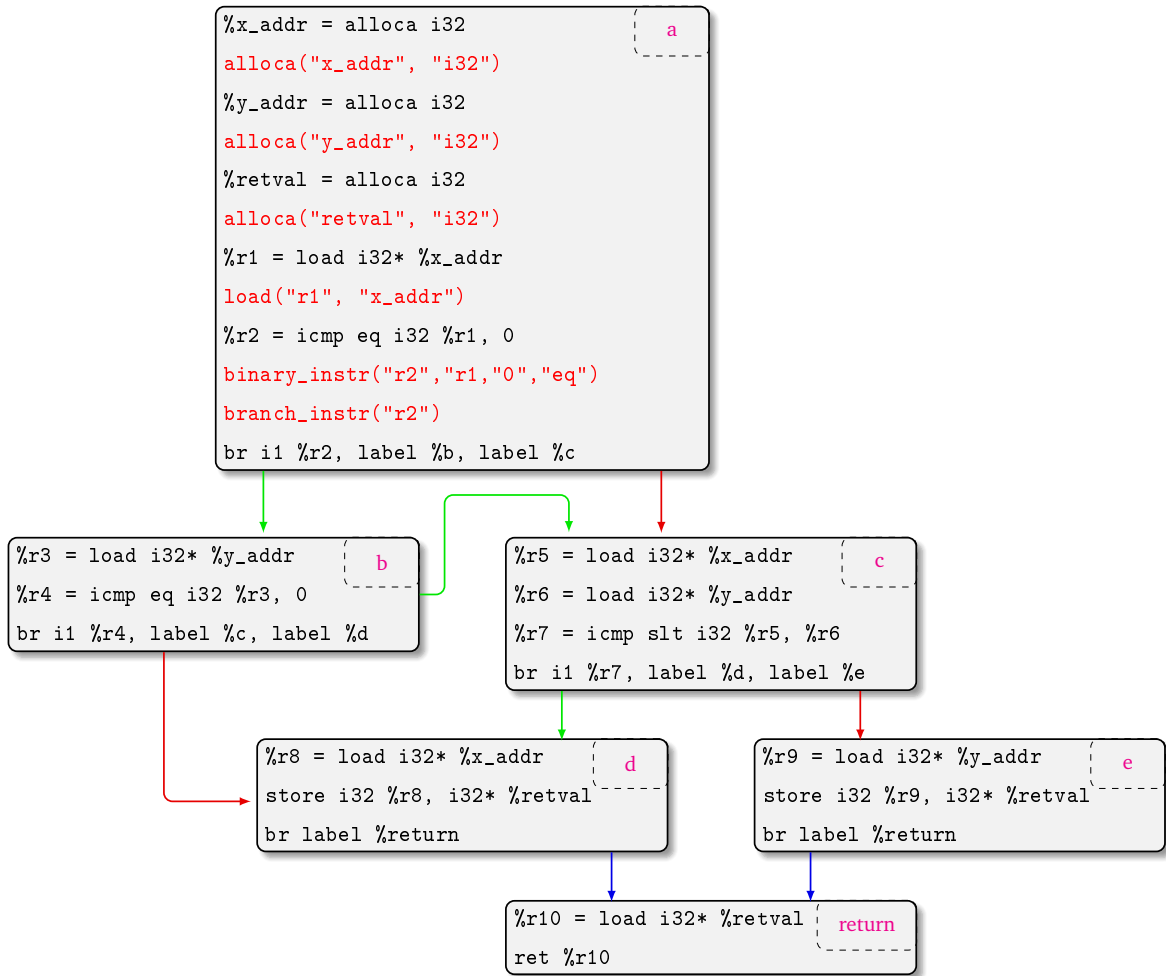 %x_addr = alloca i32
a
alloca("x_addr", "i32")
%y_addr = alloca i32
alloca("y_addr", "i32")
%retval = alloca i32
alloca("retval", "i32")
%r1 = load i32* %x_addr
load("r1", "x_addr")
%r2 = icmp eq i32 %r1, 0
binary_instr("r2","r1,"0","eq")
branch_instr("r2")
br i1 %r2, label %b, label %c
%r3 = load i32* %y_addr
b
%r4 = icmp eq i32 %r3, 0
br i1 %r4, label %c, label %d
%r5 = load i32* %x_addr
c
%r6 = load i32* %y_addr
%r7 = icmp slt i32 %r5, %r6
br i1 %r7, label %d, label %e
%r8 = load i32* %x_addr
d
store i32 %r8, i32* %retval
br label %return
%r9 = load i32* %y_addr
e
store i32 %r9, i32* %retval
br label %return
%r10 = load i32* %retval
return
ret %r10